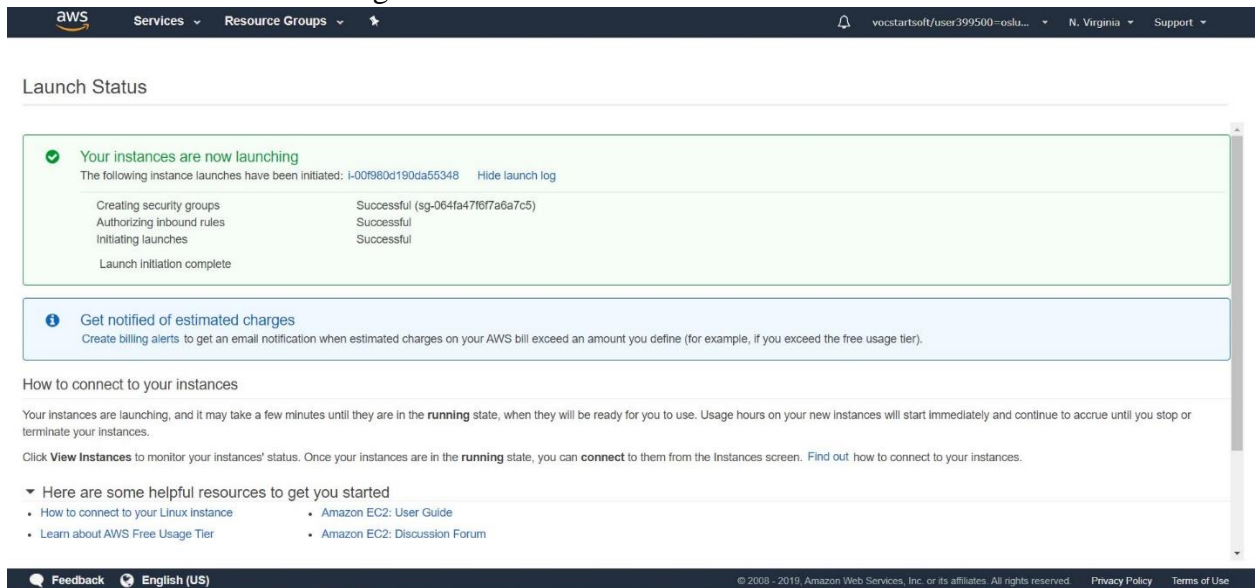 aws Services Resource Groups vocstartsoft/user399500=oslu... N. Virginia Support
Launch Status
Your instances are now launching
The following instance launches have been initiated: i-00f980d190da55348 Hide launch log
Creating security groups Successful (sg-064fa47f6f7a6a7c5)
Authorizing inbound rules Successful
Initiating launches Successful
Launch initiation complete
Get notified of estimated charges
Create billing alerts to get an email notification when estimated charges on your AWS bill exceed an amount you define (for example, if you exceed the free usage tier).
How to connect to your instances
Your instances are launching, and it may take a few minutes until they are in the running state, when they will be ready for you to use. Usage hours on your new instances will start immediately and continue to accrue until you stop or
terminate your instances.
Click View Instances to monitor your instances' status. Once your instances are in the running state, you can connect to them from the Instances screen. Find out how to connect to your instances.
Here are some helpful resources to get you started
• How to connect to your Linux instance • Amazon EC2: User Guide
• Learn about AWS Free Usage Tier • Amazon EC2: Discussion Forum
Feedback English (US) © 2008 - 2019, Amazon Web Services, Inc. or its affiliates. All rights reserved. Privacy Policy Terms of Use